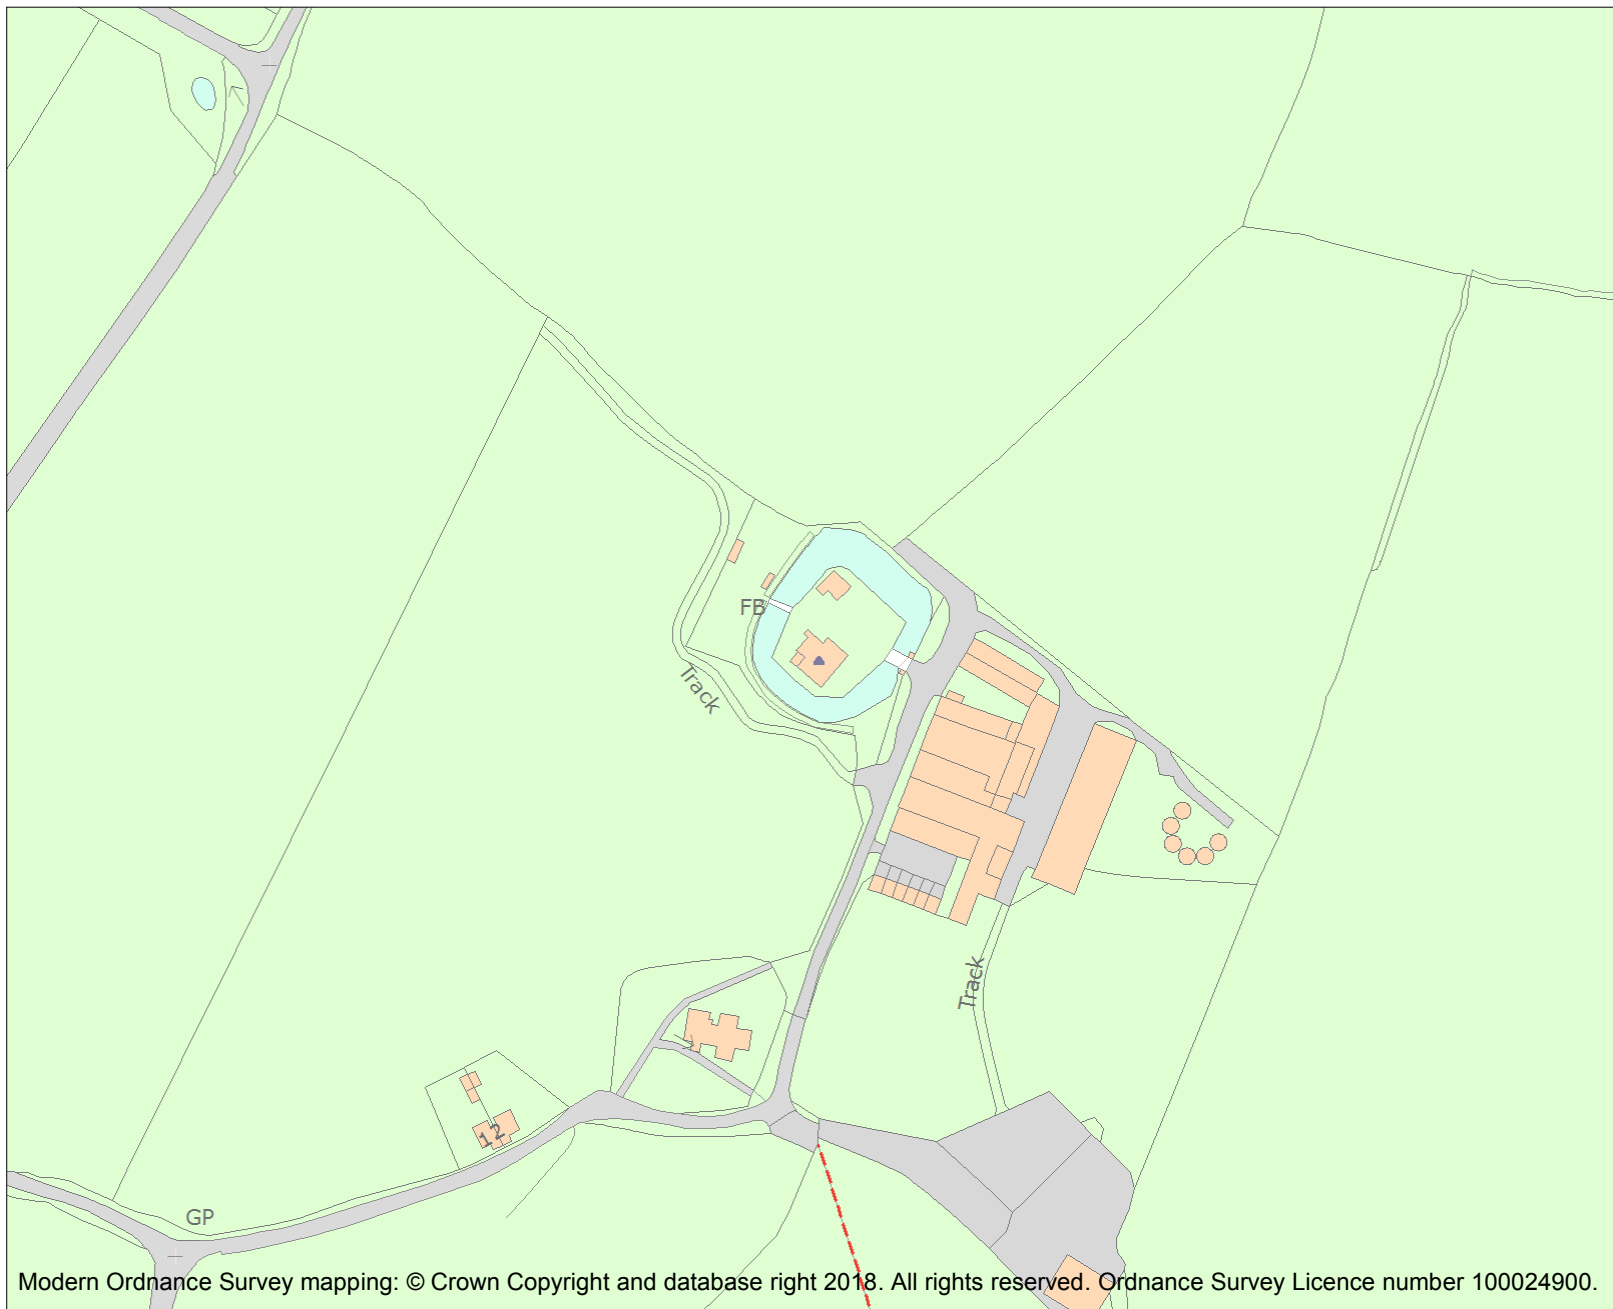 FB
Track
Track
12
GP
Modern Ordnance Survey mapping: © Crown Copyright and database right 2018. All rights reserved. Ordnance Survey Licence number 100024900.